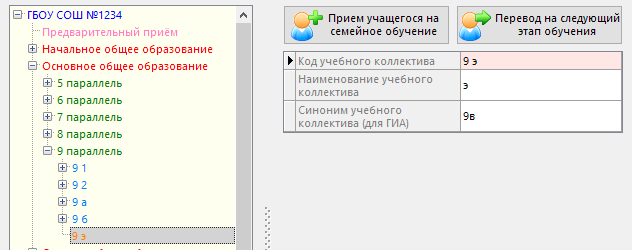 ГБОУ СОШ №1234
Предварительный приём
Начальное общее образование
Основное общее образование
5 параллель
6 параллель
7 параллель
8 параллель
9 параллель
9 1
9 2
9 а
9 б
9 э
Прием учащегося на
семейное обучение
Перевод на следующий
этап обучения
Код учебного коллектива
9 э
Наименование учебного
коллектива
э
Синоним учебного
коллектива (для ГИА)
9в